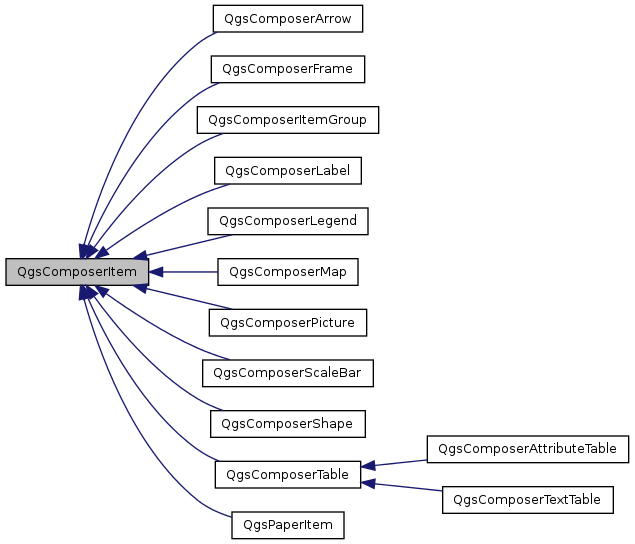 QgsComposerArrow
QgsComposerFrame
QgsComposerItemGroup
QgsComposerLabel
QgsComposerLegend
QgsComposerItem
QgsComposerMap
QgsComposerPicture
QgsComposerScaleBar
QgsComposerShape
QgsComposerAttributeTable
QgsComposerTable
QgsComposerTextTable
QgsPaperItem